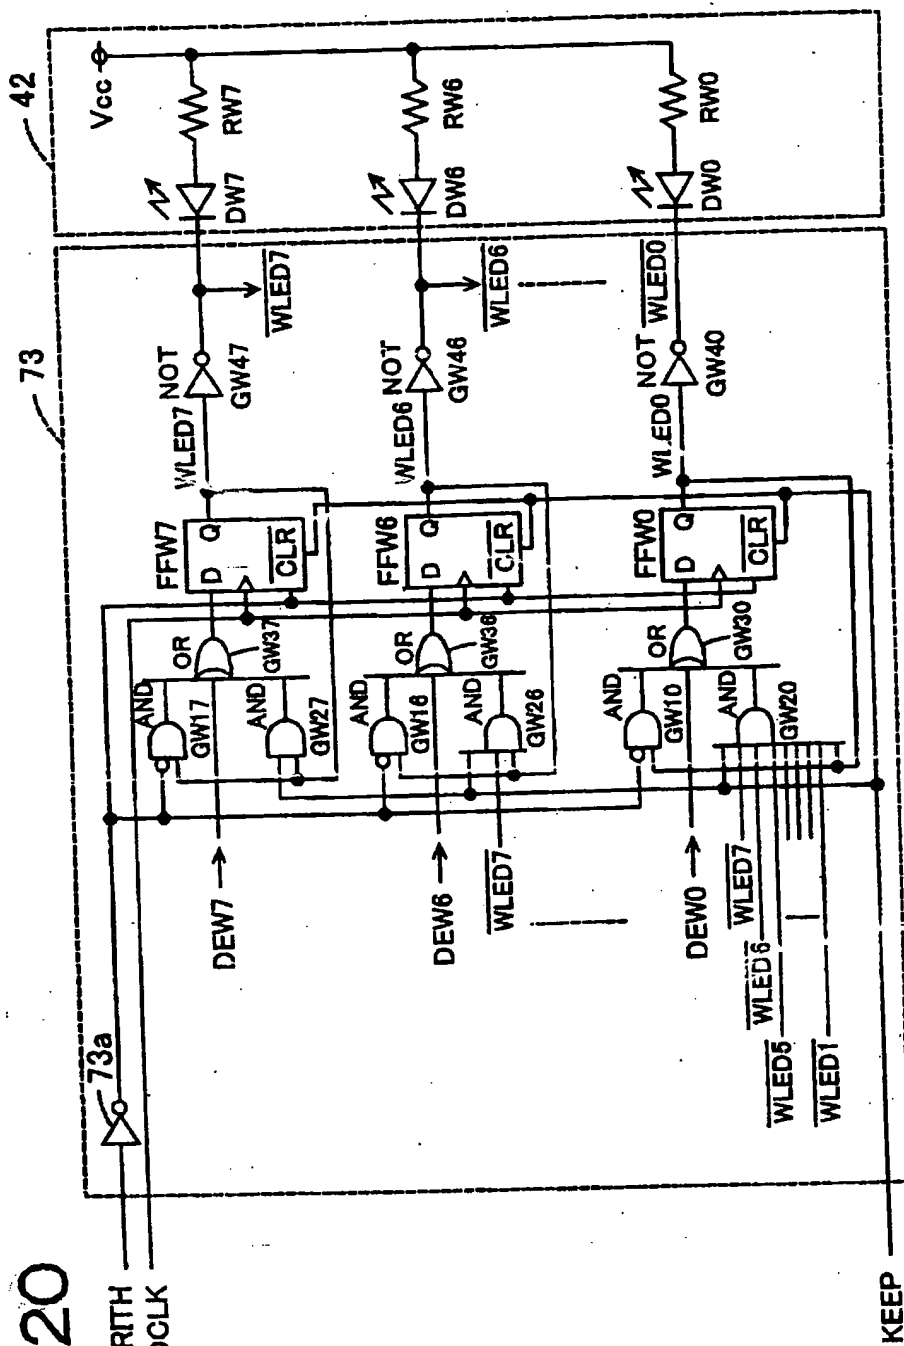 20
RITH
OCLK
KEEP
73a
73
42
Vcc
DEW7
AND
GW17
AND
GW27
OR
GW37
FFW7
D
Q
CLR
WLED7
NOT
GW47
WLED7
DW7
RW7
DEW6
WLED7
AND
GW16
AND
GW26
OR
GW36
FFW6
D
Q
CLR
WLED6
NOT
GW46
WLED6
DW6
RW6
DEW0
WLED7
WLED6
WLED5
WLED1
AND
GW10
AND
GW20
OR
GW30
FFW0
D
Q
CLR
WLED0
NOT
GW40
WLED0
DW0
RW0